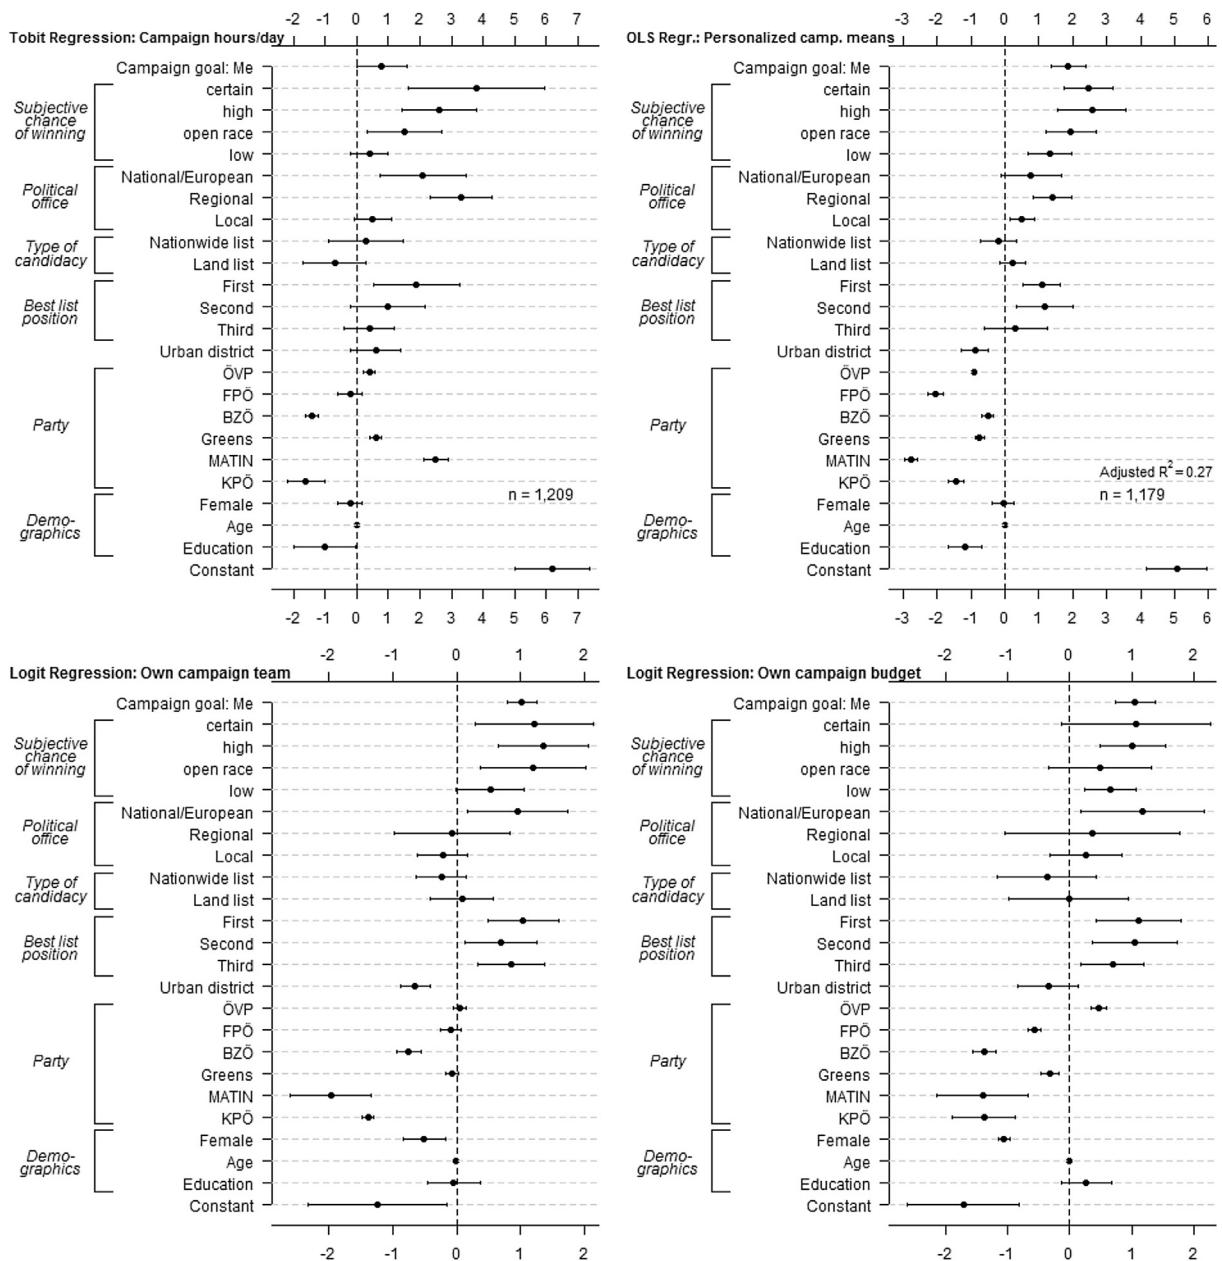 -2 -1 0 1 2 3 4 5 6 7
Tobit Regression: Campaign hours/day
Campaign goal: Me
Subjective
chance
of winning
certain
high
open race
low
Political
office
National/European
Regional
Local
Type of
candidacy
Nationwide list
Land list
Best list
position
First
Second
Third
Urban district
Party
ÖVP
FPÖ
BZÖ
Greens
MATIN
KPÖ
n = 1,209
Demo-
graphics
Female
Age
Education
Constant
-2 -1 0 1 2 3 4 5 6 7
-3 -2 -1 0 1 2 3 4 5 6
OLS Regr.: Personalized camp. means
Campaign goal: Me
Subjective
chance
of winning
certain
high
open race
low
Political
office
National/European
Regional
Local
Type of
candidacy
Nationwide list
Land list
Best list
position
First
Second
Third
Urban district
Party
ÖVP
FPÖ
BZÖ
Greens
MATIN
KPÖ
Adjusted R² = 0.27
n = 1,179
Demo-
graphics
Female
Age
Education
Constant
-3 -2 -1 0 1 2 3 4 5 6
-2 -1 0 1 2
Logit Regression: Own campaign team
Campaign goal: Me
Subjective
chance
of winning
certain
high
open race
low
Political
office
National/European
Regional
Local
Type of
candidacy
Nationwide list
Land list
Best list
position
First
Second
Third
Urban district
Party
ÖVP
FPÖ
BZÖ
Greens
MATIN
KPÖ
Demo-
graphics
Female
Age
Education
Constant
-2 -1 0 1 2
-2 -1 0 1 2
Logit Regression: Own campaign budget
Campaign goal: Me
Subjective
chance
of winning
certain
high
open race
low
Political
office
National/European
Regional
Local
Type of
candidacy
Nationwide list
Land list
Best list
position
First
Second
Third
Urban district
Party
ÖVP
FPÖ
BZÖ
Greens
MATIN
KPÖ
Demo-
graphics
Female
Age
Education
Constant
-2 -1 0 1 2